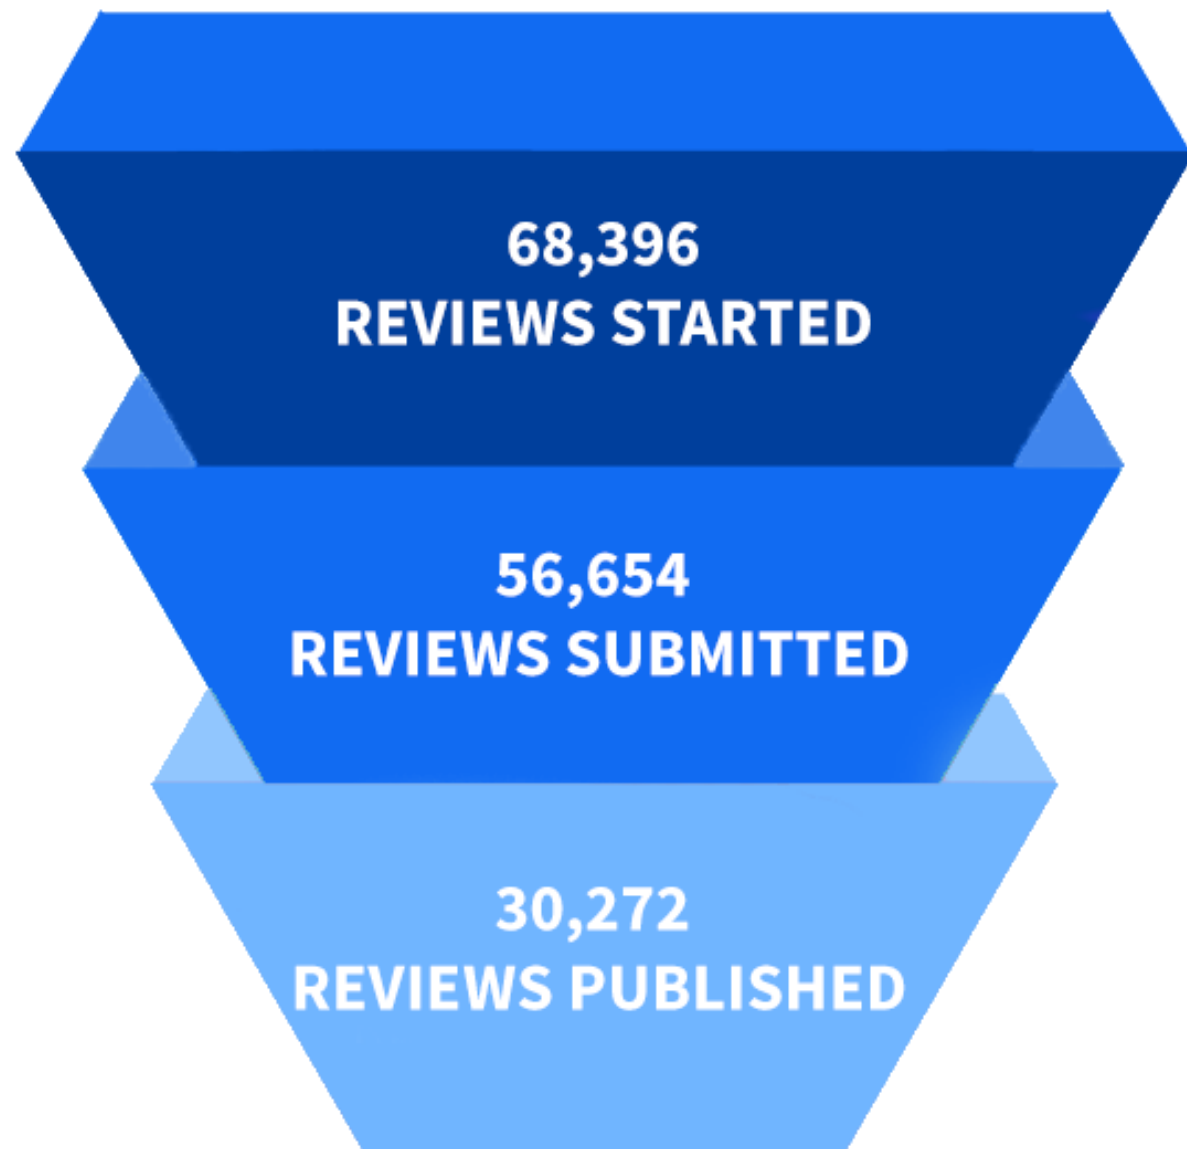 68,396
REVIEWS STARTED
56,654
REVIEWS SUBMITTED
30,272
REVIEWS PUBLISHED